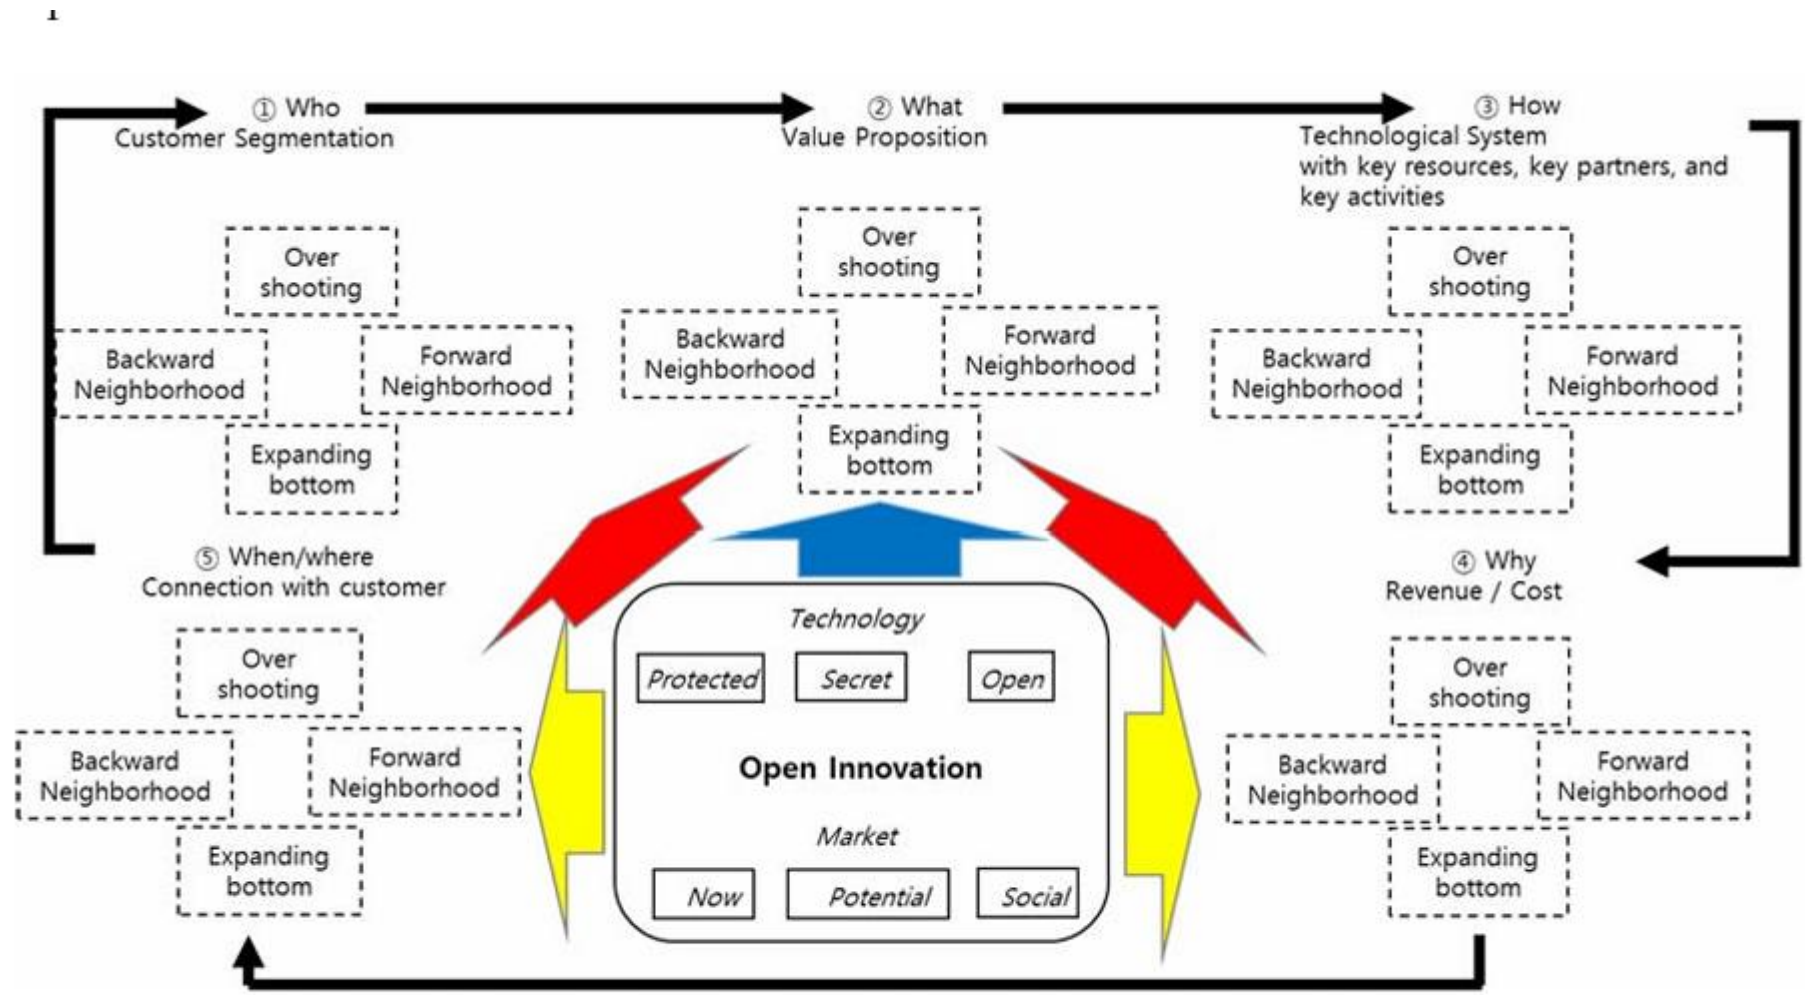 ① Who
Customer Segmentation
② What
Value Proposition
③ How
Technological System
with key resources, key partners, and
key activities
Over
shooting
Backward
Neighborhood
Forward
Neighborhood
Expanding
bottom
Over
shooting
Backward
Neighborhood
Forward
Neighborhood
Expanding
bottom
Over
shooting
Backward
Neighborhood
Forward
Neighborhood
Expanding
bottom
⑤ When/where
Connection with customer
Over
shooting
Backward
Neighborhood
Forward
Neighborhood
Expanding
bottom
Technology
Protected
Secret
Open
Open Innovation
Market
Now
Potential
Social
④ Why
Revenue / Cost
Over
shooting
Backward
Neighborhood
Forward
Neighborhood
Expanding
bottom